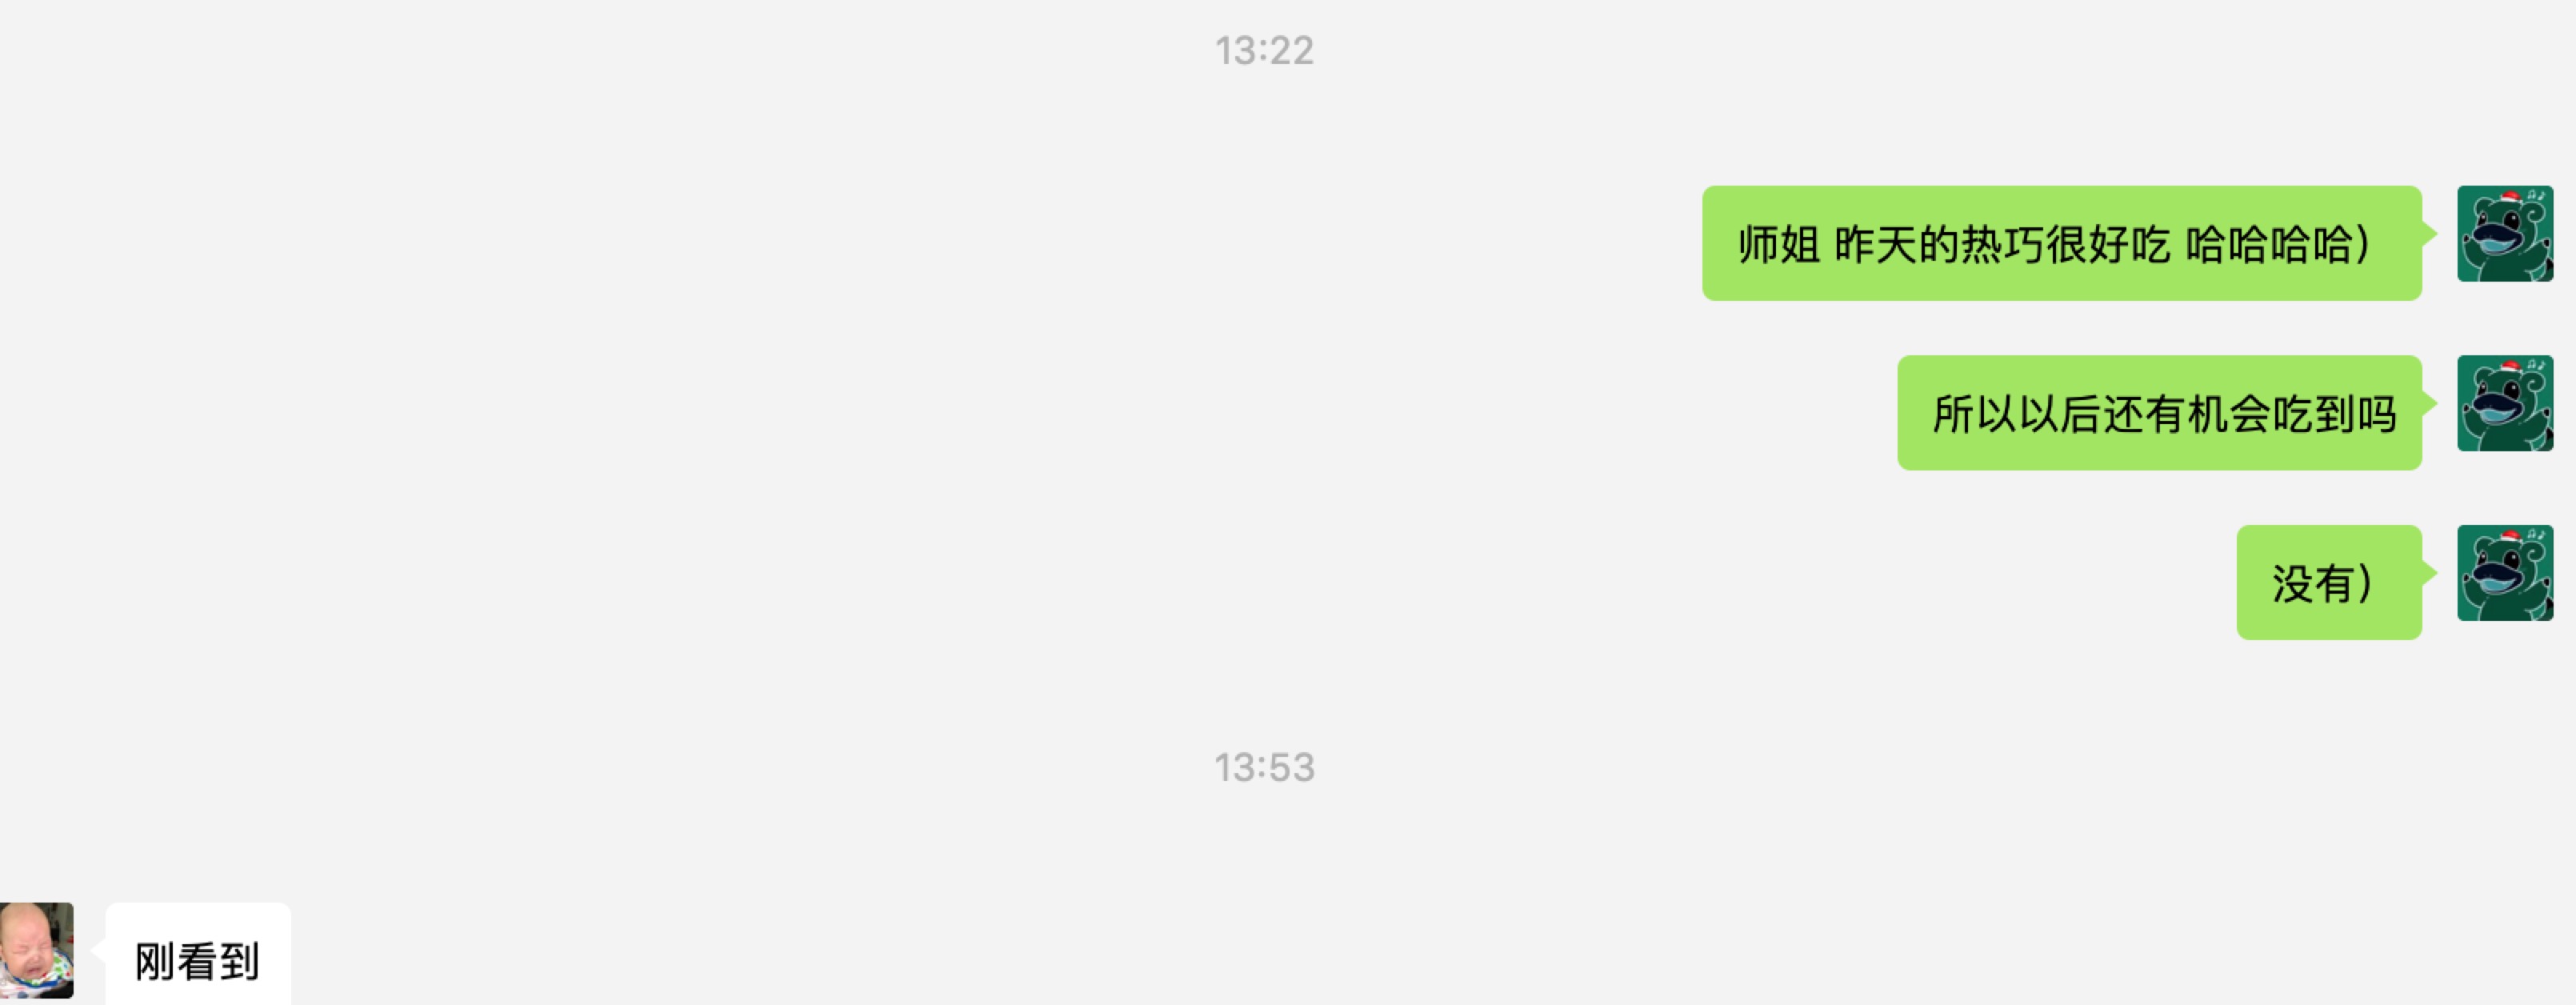 13:22
师姐 昨天的热巧很好吃 哈哈哈哈）
所以以后还有机会吃到吗
没有）
13:53
刚看到